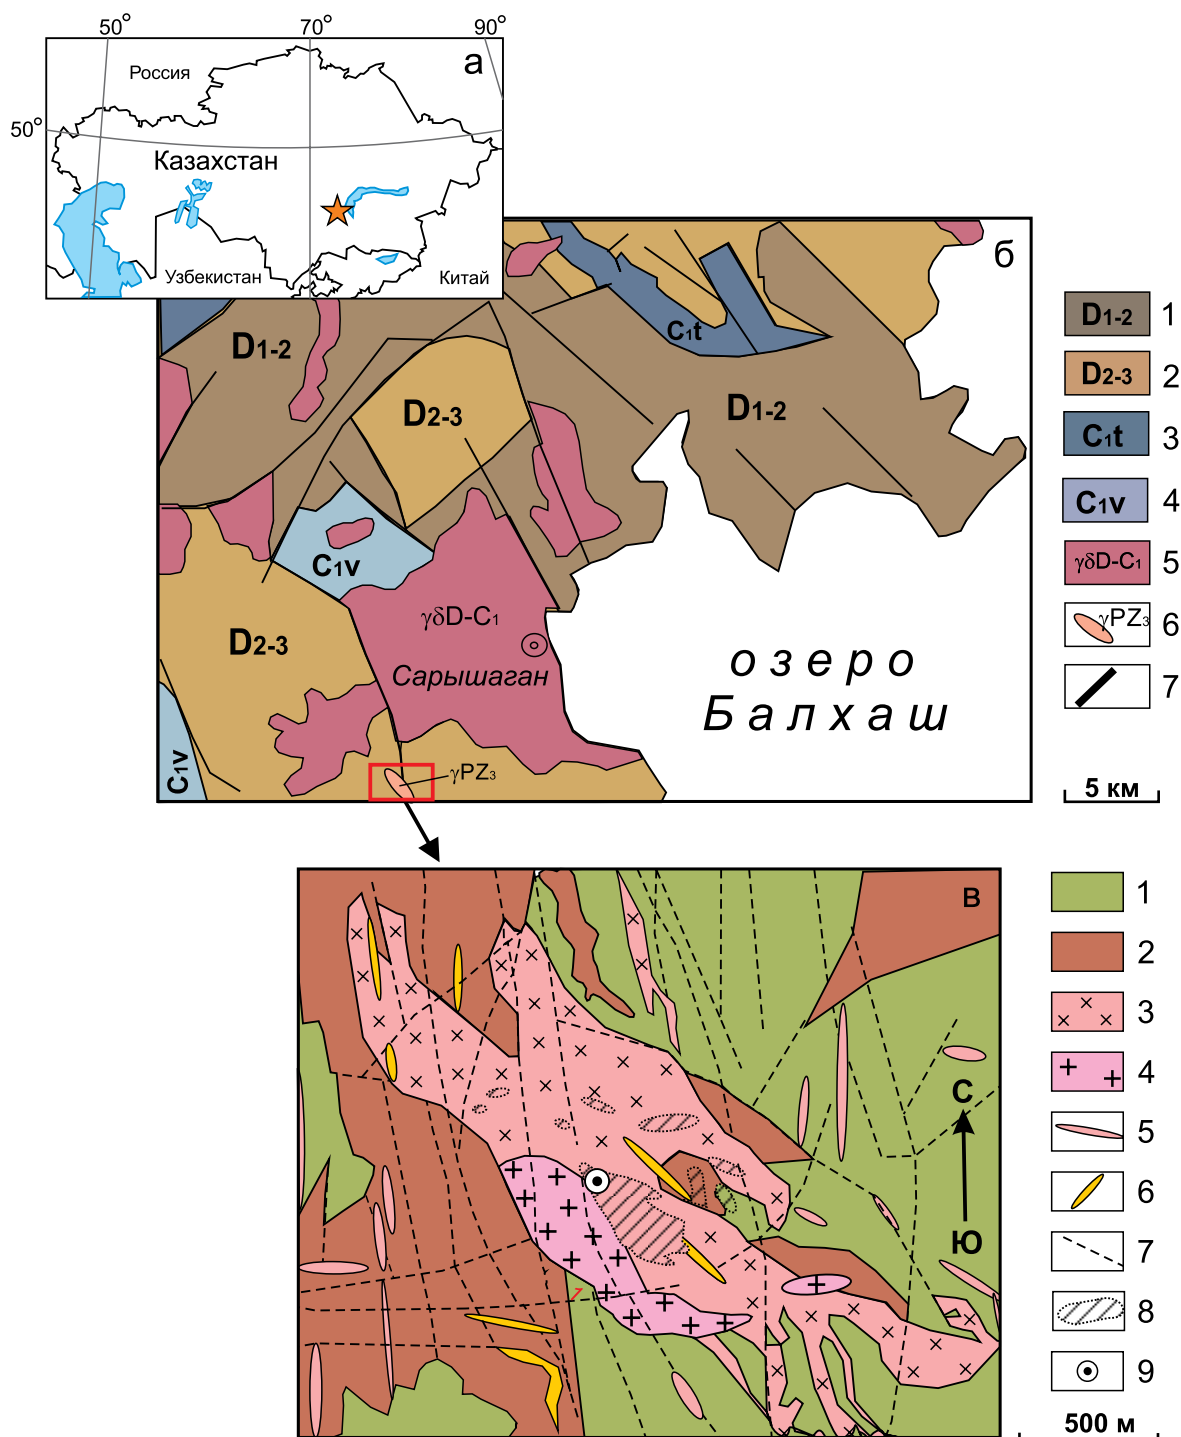 50° 70° 90°
а
Россия
50°
Казахстан
Узбекистан
Китай
б
C1t
D1-2
D2-3
D1-2
C1v
γδD-C1
D2-3
Сарышаган
озеро
Балхаш
C1v
γPZ3
D1-2 1
D2-3 2
C1t 3
C1v 4
γδD-C1 5
γPZ3 6
7
5 км
в
С
Ю
1
2
3
4
5
6
7
8
9
500 м